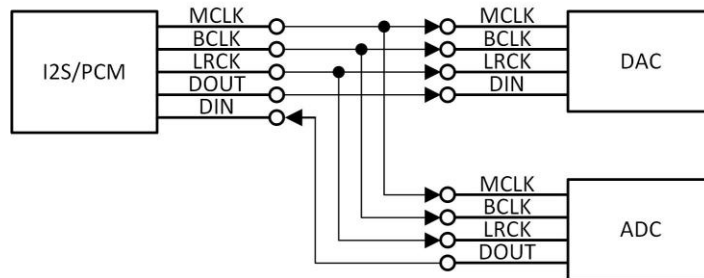 MCLK
BCLK
LRCK
DOUT
DIN
I2S/PCM
MCLK
BCLK
LRCK
DIN
DAC
MCLK
BCLK
LRCK
DOUT
ADC